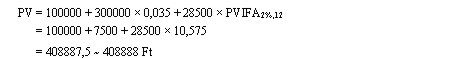 PV = 100000 + 300000 × 0,035 + 28500 × PVIFA2%,12
= 100000 + 7500 + 28500 × 10,575
= 408887,5 ~ 408888 Ft